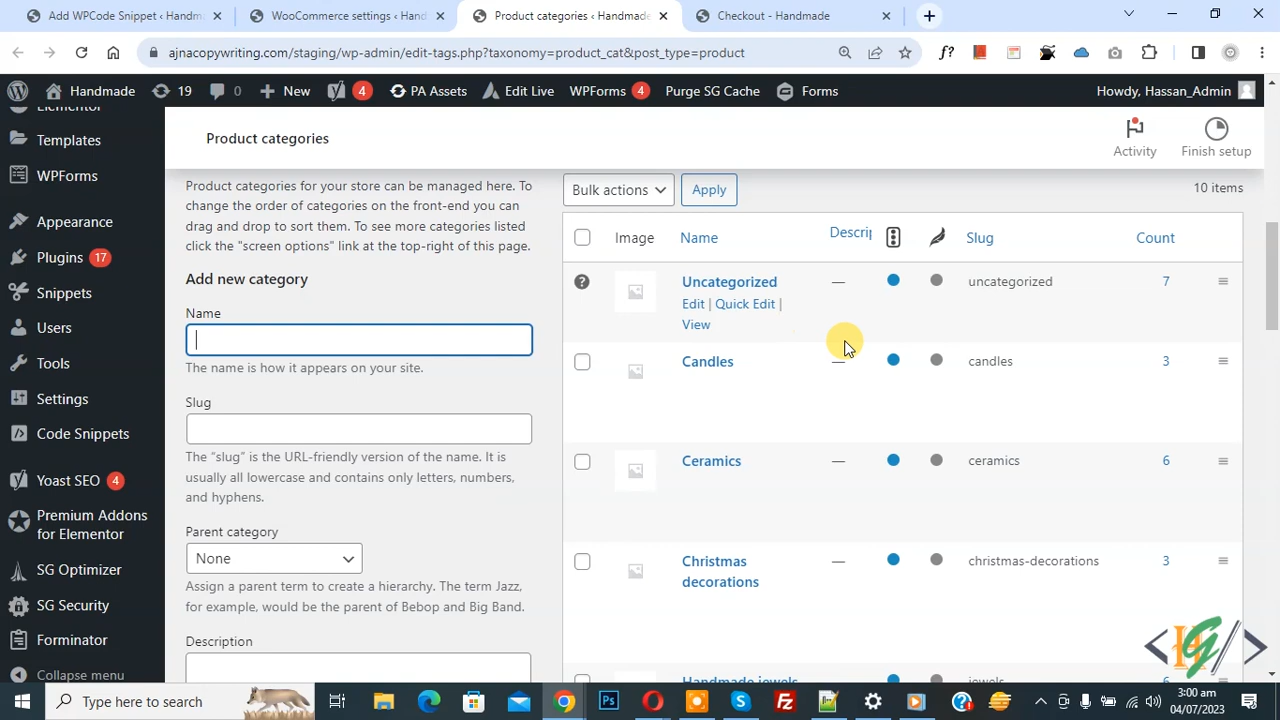 Add WPCode Snippet ‹ Handm
WooCommerce settings ‹ Hand
Product categories ‹ Handmade
Checkout - Handmade
ajnacopywriting.com/staging/wp-admin/edit-tags.php?taxonomy=product_cat&post_type=product
f?
Handmade
19
0
New
4
PA Assets
Edit Live
WPForms 4
Purge SG Cache
Forms
Howdy, Hassan_Admin
Elementor
Templates
WPForms
Appearance
Plugins 17
Snippets
Users
Tools
Settings
Code Snippets
Yoast SEO 4
Premium Addons
for Elementor
SG Optimizer
SG Security
Forminator
Collapse menu
Product categories
Activity
Finish setup
Product categories for your store can be managed here. To
change the order of categories on the front-end you can
drag and drop to sort them. To see more categories listed
click the "screen options" link at the top-right of this page.
Add new category
Name
The name is how it appears on your site.
Slug
The “slug” is the URL-friendly version of the name. It is
usually all lowercase and contains only letters, numbers,
and hyphens.
Parent category
None
Assign a parent term to create a hierarchy. The term Jazz,
for example, would be the parent of Bebop and Big Band.
Description
Bulk actions
Apply
10 items
Image
Name
Descrip
Slug
Count
Uncategorized
—
uncategorized
7
Edit | Quick Edit |
View
Candles
—
candles
3
Ceramics
—
ceramics
6
Christmas
decorations
—
christmas-decorations
3
Handmade jewels
jewels
6
HG
Type here to search
Ps
3:00 am
04/07/2023